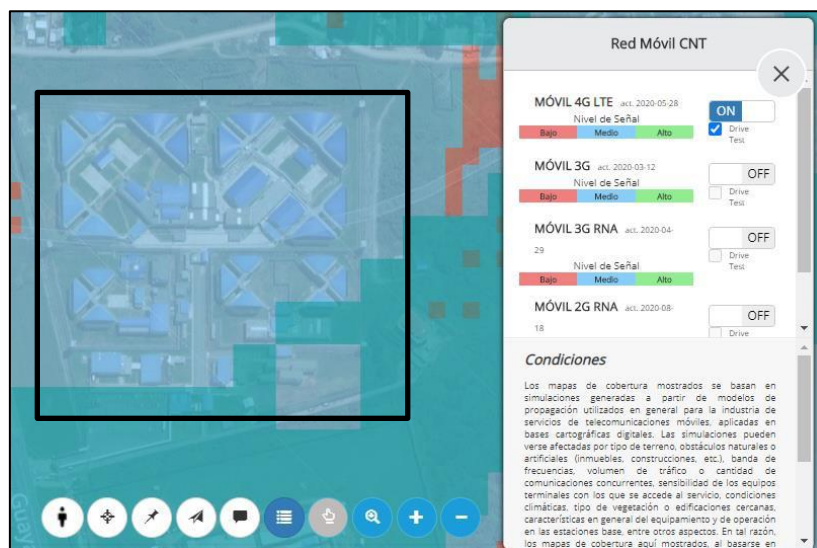 Red Móvil CNT
MÓVIL 4G LTE act. 2020-05-28
ON
Nivel de Señal
Drive
Test
Bajo Medio Alto
MÓVIL 3G act. 2020-03-12
OFF
Nivel de Señal
Drive
Test
Bajo Medio Alto
MÓVIL 3G RNA act. 2020-04-
29
OFF
Nivel de Señal
Drive
Test
Bajo Medio Alto
MÓVIL 2G RNA act. 2020-08-
18
OFF
Drive
Condiciones
Los mapas de cobertura mostrados se basan en
simulaciones generadas a partir de modelos de
propagación utilizados en general para la industria de
servicios de telecomunicaciones móviles, aplicadas en
bases cartográficas digitales. Las simulaciones pueden
verse afectadas por tipo de terreno, obstáculos naturales o
artificiales (inmuebles, construcciones, etc.), banda de
frecuencias, volumen de tráfico o cantidad de
comunicaciones concurrentes, sensibilidad de los equipos
terminales con los que se accede al servicio, condiciones
climáticas, tipo de vegetación o edificaciones cercanas,
características en general del equipamiento y de operación
en las estaciones base, entre otros aspectos. En tal razón,
los mapas de cobertura aquí mostrados, al basarse en
Guay